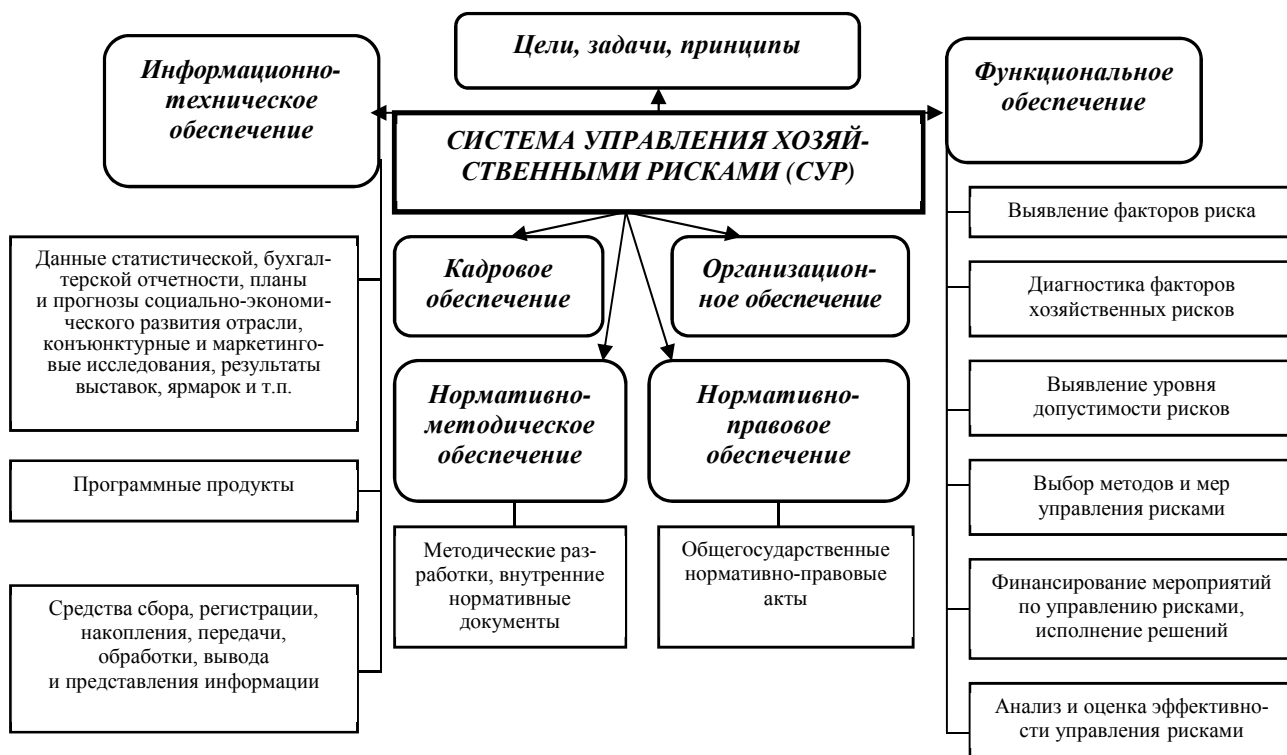 Цели, задачи, принципы
Информационно-
техническое
обеспечение
Функциональное
обеспечение
СИСТЕМА УПРАВЛЕНИЯ ХОЗЯЙ-
СТВЕННЫМИ РИСКАМИ (СУР)
Кадровое
обеспечение
Организацион-
ное обеспечение
Нормативно-
методическое
обеспечение
Нормативно-
правовое
обеспечение
Данные статистической, бухгал-
терской отчетности, планы
и прогнозы социально-экономи-
ческого развития отрасли,
конъюнктурные и маркетинго-
вые исследования, результаты
выставок, ярмарок и т.п.
Программные продукты
Средства сбора, регистрации,
накопления, передачи,
обработки, вывода
и представления информации
Методические раз-
работки, внутренние
нормативные
документы
Общегосударственные
нормативно-правовые
акты
Выявление факторов риска
Диагностика факторов
хозяйственных рисков
Выявление уровня
допустимости рисков
Выбор методов и мер
управления рисками
Финансирование мероприятий
по управлению рисками,
исполнение решений
Анализ и оценка эффективно-
сти управления рисками